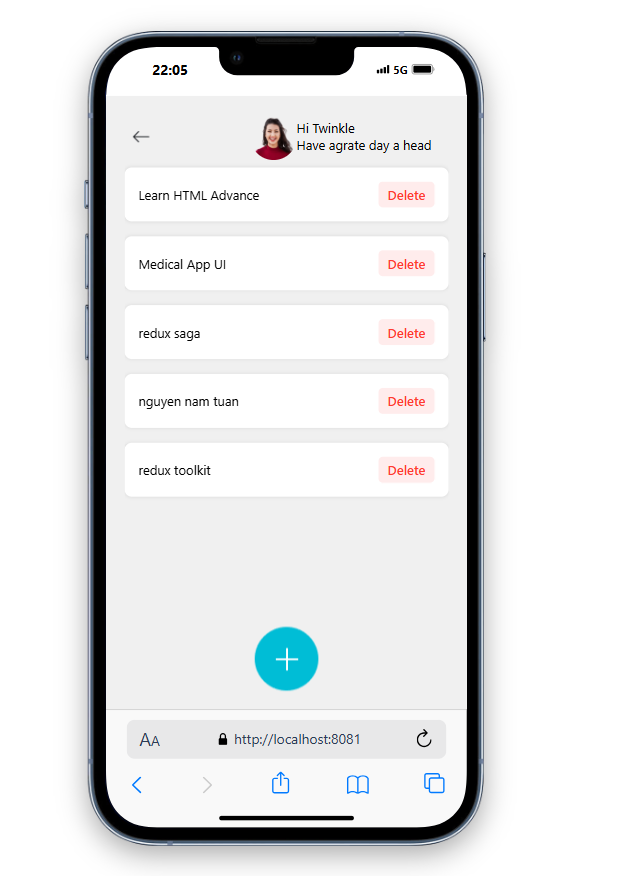 22:05
5G
Hi Twinkle
Have agrate day a head
Learn HTML Advance
Delete
Medical App UI
Delete
redux saga
Delete
nguyen nam tuan
Delete
redux toolkit
Delete
AA
http://localhost:8081